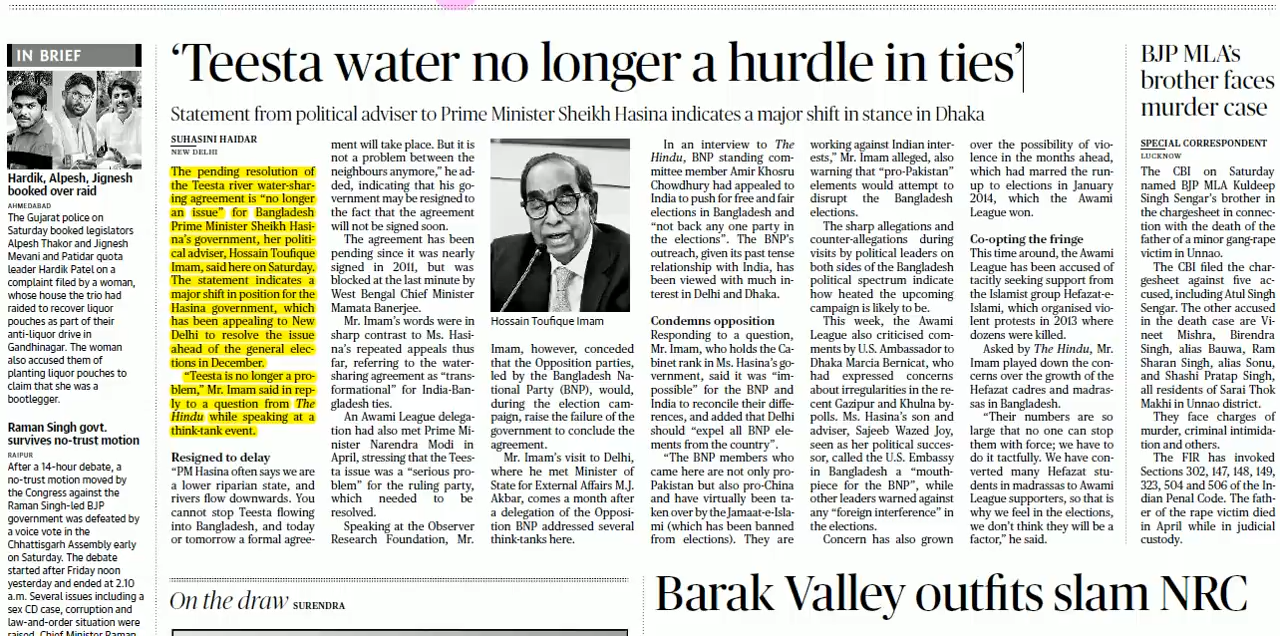 IN BRIEF
Hardik, Alpesh, Jignesh
booked over raid
AHMEDABAD
The Gujarat police on
Saturday booked legislators
Alpesh Thakor and Jignesh
Mevani and Patidar quota
leader Hardik Patel on a
complaint filed by a woman,
whose house the trio had
raided to recover liquor
pouches as part of their
anti-liquor drive in
Gandhinagar. The woman
also accused them of
planting liquor pouches to
claim that she was a
bootlegger.
Raman Singh govt.
survives no-trust motion
RAIPUR
After a 14-hour debate, a
no-trust motion moved by
the Congress against the
Raman Singh-led BJP
government was defeated by
a voice vote in the
Chhattisgarh Assembly early
on Saturday. The debate
started after Friday noon
yesterday and ended at 2.10
a.m. Several issues including a
sex CD case, corruption and
law-and-order situation were
raised. Chief Minister Raman
‘Teesta water no longer a hurdle in ties’
Statement from political adviser to Prime Minister Sheikh Hasina indicates a major shift in stance in Dhaka
SUHASINI HAIDAR
NEW DELHI
The pending resolution of
the Teesta river water-shar-
ing agreement is “no longer
an issue” for Bangladesh
Prime Minister Sheikh Hasi-
na’s government, her politi-
cal adviser, Hossain Toufique
Imam, said here on Saturday.
The statement indicates a
major shift in position for the
Hasina government, which
has been appealing to New
Delhi to resolve the issue
ahead of the general elec-
tions in December.
“Teesta is no longer a pro-
blem,” Mr. Imam said in rep-
ly to a question from The
Hindu while speaking at a
think-tank event.
Resigned to delay
“PM Hasina often says we are
a lower riparian state, and
rivers flow downwards. You
cannot stop Teesta flowing
into Bangladesh, and today
or tomorrow a formal agree-
ment will take place. But it is
not a problem between the
neighbours anymore,” he ad-
ded, indicating that his go-
vernment may be resigned to
the fact that the agreement
will not be signed soon.
The agreement has been
pending since it was nearly
signed in 2011, but was
blocked at the last minute by
West Bengal Chief Minister
Mamata Banerjee.
Mr. Imam’s words were in
sharp contrast to Ms. Hasi-
na’s repeated appeals thus
far, referring to the water-
sharing agreement as “trans-
formational” for India-Ban-
gladesh ties.
An Awami League delega-
tion had also met Prime Mi-
nister Narendra Modi in
April, stressing that the Tees-
ta issue was a “serious pro-
blem” for the ruling party,
which needed to be
resolved.
Speaking at the Observer
Research Foundation, Mr.
Hossain Toufique Imam
Imam, however, conceded
that the Opposition parties,
led by the Bangladesh Na-
tional Party (BNP), would,
during the election cam-
paign, raise the failure of the
government to conclude the
agreement.
Mr. Imam’s visit to Delhi,
where he met Minister of
State for External Affairs M.J.
Akbar, comes a month after
a delegation of the Opposi-
tion BNP addressed several
think-tanks here.
In an interview to The
Hindu, BNP standing com-
mittee member Amir Khosru
Chowdhury had appealed to
India to push for free and fair
elections in Bangladesh and
“not back any one party in
the elections”. The BNP’s
outreach, given its past tense
relationship with India, has
been viewed with much in-
terest in Delhi and Dhaka.
Condemns opposition
Responding to a question,
Mr. Imam, who holds the Ca-
binet rank in Ms. Hasina’s go-
vernment, said it was “im-
possible” for the BNP and
India to reconcile their diffe-
rences, and added that Delhi
should “expel all BNP ele-
ments from the country”.
“The BNP members who
came here are not only pro-
Pakistan but also pro-China
and have virtually been ta-
ken over by the Jamaat-e-Isla-
mi (which has been banned
from elections). They are
working against Indian inter-
ests,” Mr. Imam alleged, also
warning that “pro-Pakistan”
elements would attempt to
disrupt the Bangladesh
elections.
The sharp allegations and
counter-allegations during
visits by political leaders on
both sides of the Bangladesh
political spectrum indicate
how heated the upcoming
campaign is likely to be.
This week, the Awami
League also criticised com-
ments by U.S. Ambassador to
Dhaka Marcia Bernicat, who
had expressed concerns
about irregularities in the re-
cent Gazipur and Khulna by-
polls. Ms. Hasina’s son and
adviser, Sajeeb Wazed Joy,
seen as her political succes-
sor, called the U.S. Embassy
in Bangladesh a “mouth-
piece for the BNP”, while
other leaders warned against
any “foreign interference” in
the elections.
Concern has also grown
over the possibility of vio-
lence in the months ahead,
which had marred the run-
up to elections in January
2014, which the Awami
League won.
Co-opting the fringe
This time around, the Awami
League has been accused of
tacitly seeking support from
the Islamist group Hefazat-e-
Islami, which organised vio-
lent protests in 2013 where
dozens were killed.
Asked by The Hindu, Mr.
Imam played down the con-
cerns over the growth of the
Hefazat cadres and madras-
sas in Bangladesh.
“Their numbers are so
large that no one can stop
them with force; we have to
do it tactfully. We have con-
verted many Hefazat stu-
dents in madrassas to Awami
League supporters, so that is
why we feel in the elections,
we don’t think they will be a
factor,” he said.
BJP MLA’s
brother faces
murder case
SPECIAL CORRESPONDENT
LUCKNOW
The CBI on Saturday
named BJP MLA Kuldeep
Singh Sengar’s brother in
the chargesheet in connec-
tion with the death of the
father of a minor gang-rape
victim in Unnao.
The CBI filed the char-
gesheet against five ac-
cused, including Atul Singh
Sengar. The other accused
in the death case are Vi-
neet Mishra, Birendra
Singh, alias Bauwa, Ram
Sharan Singh, alias Sonu,
and Shashi Pratap Singh,
all residents of Sarai Thok
Makhi in Unnao district.
They face charges of
murder, criminal intimida-
tion and others.
The FIR has invoked
Sections 302, 147, 148, 149,
323, 504 and 506 of the In-
dian Penal Code. The fath-
er of the rape victim died
in April while in judicial
custody.
On the draw SURENDRA
Barak Valley outfits slam NRC